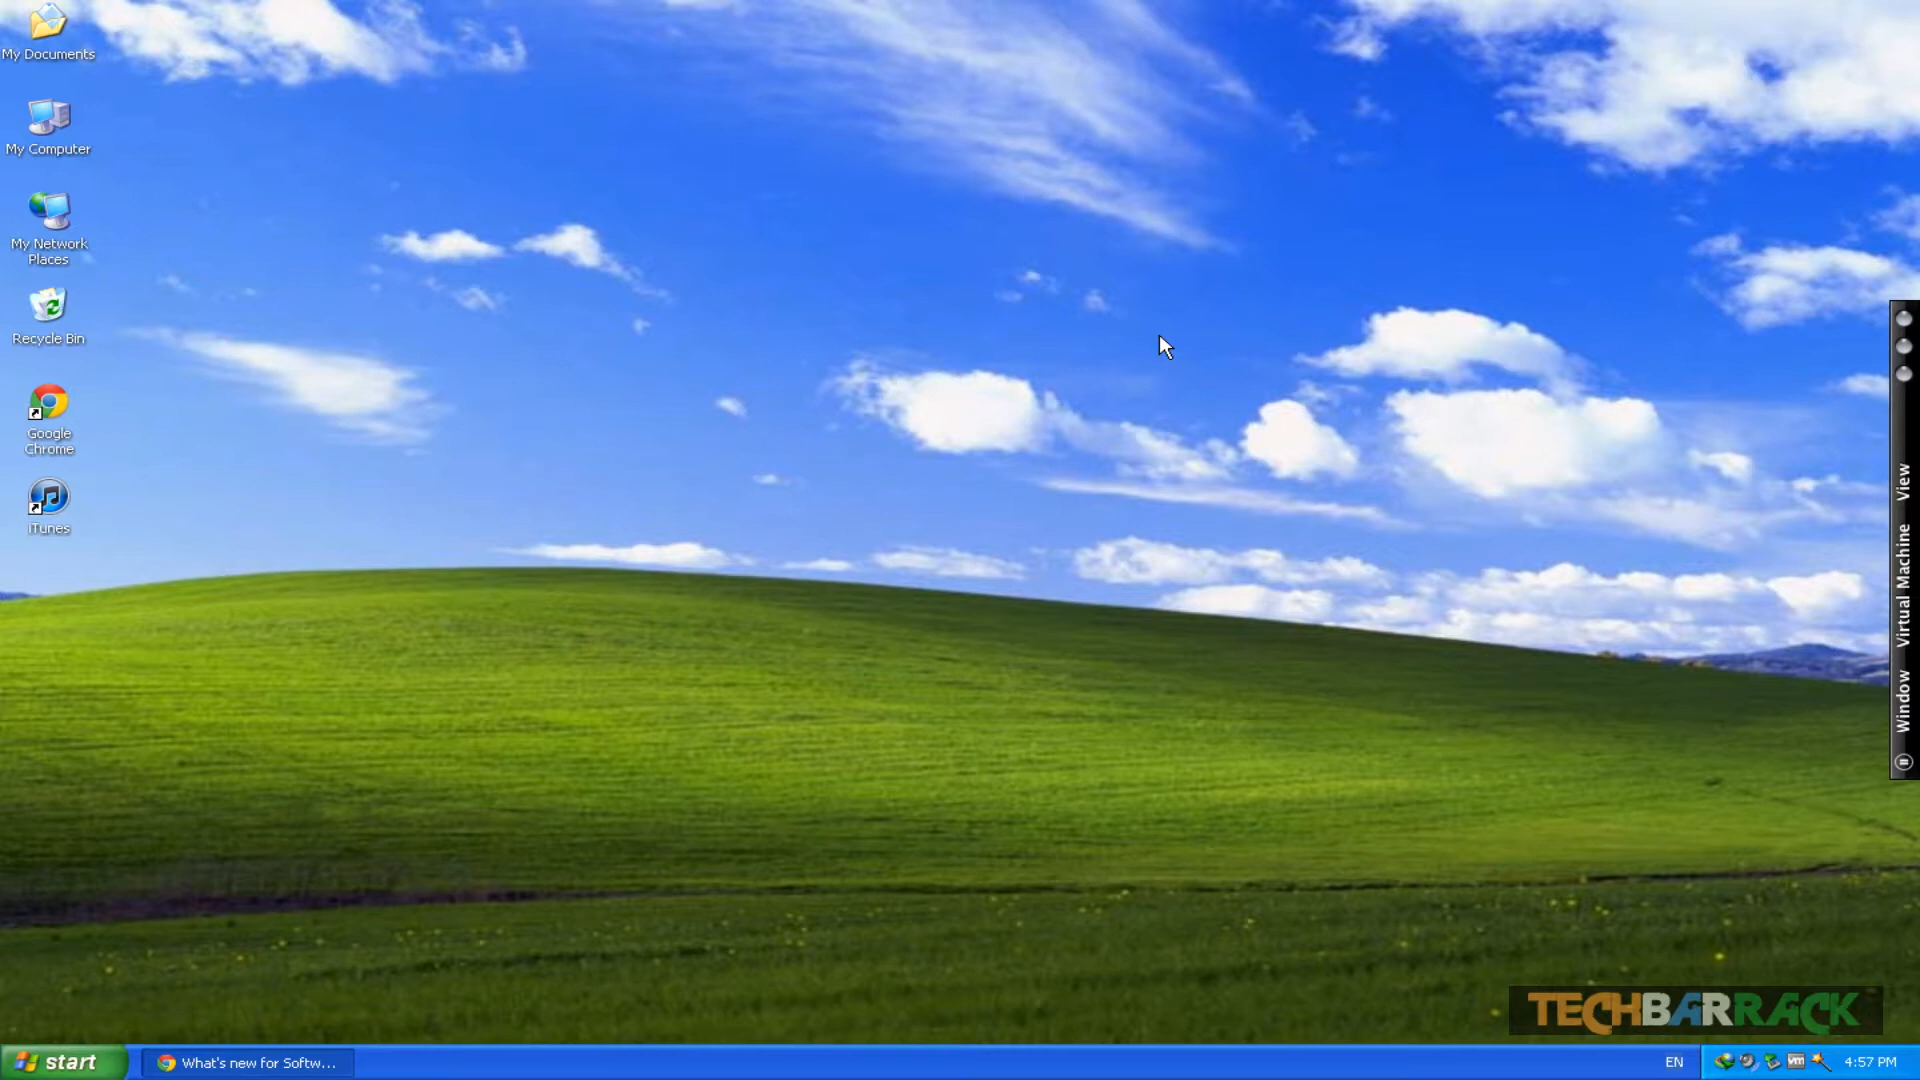 My Documents
My Computer
My Network
Places
Recycle Bin
Google
Chrome
iTunes
View
Virtual Machine
Window
TECHBARRACK
start
What's new for Softw...
EN
vm
4:57 PM